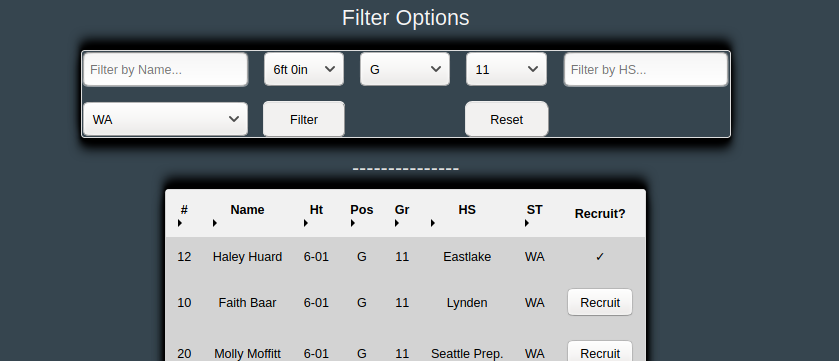 Filter Options
Filter by Name... 6ft 0in G 11 Filter by HS...
WA Filter Reset
---------------
# Name Ht Pos Gr HS ST Recruit?
12 Haley Huard 6-01 G 11 Eastlake WA ✓
10 Faith Baar 6-01 G 11 Lynden WA Recruit
20 Molly Moffitt 6-01 G 11 Seattle Prep. WA Recruit